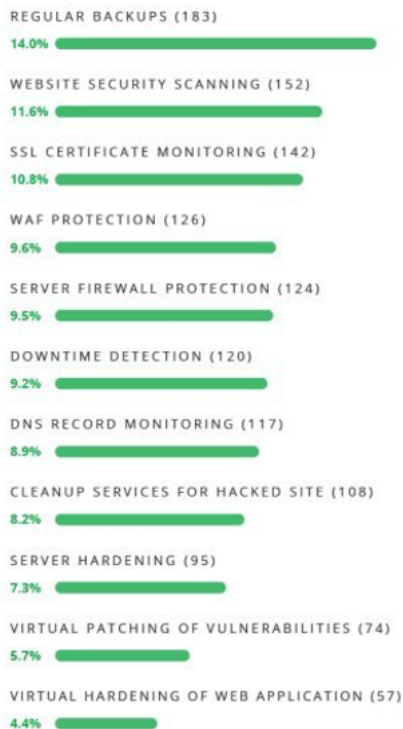 REGULAR BACKUPS (183)
14.0%
WEBSITE SECURITY SCANNING (152)
11.6%
SSL CERTIFICATE MONITORING (142)
10.8%
WAF PROTECTION (126)
9.6%
SERVER FIREWALL PROTECTION (124)
9.5%
DOWNTIME DETECTION (120)
9.2%
DNS RECORD MONITORING (117)
8.9%
CLEANUP SERVICES FOR HACKED SITE (108)
8.2%
SERVER HARDENING (95)
7.3%
VIRTUAL PATCHING OF VULNERABILITIES (74)
5.7%
VIRTUAL HARDENING OF WEB APPLICATION (57)
4.4%